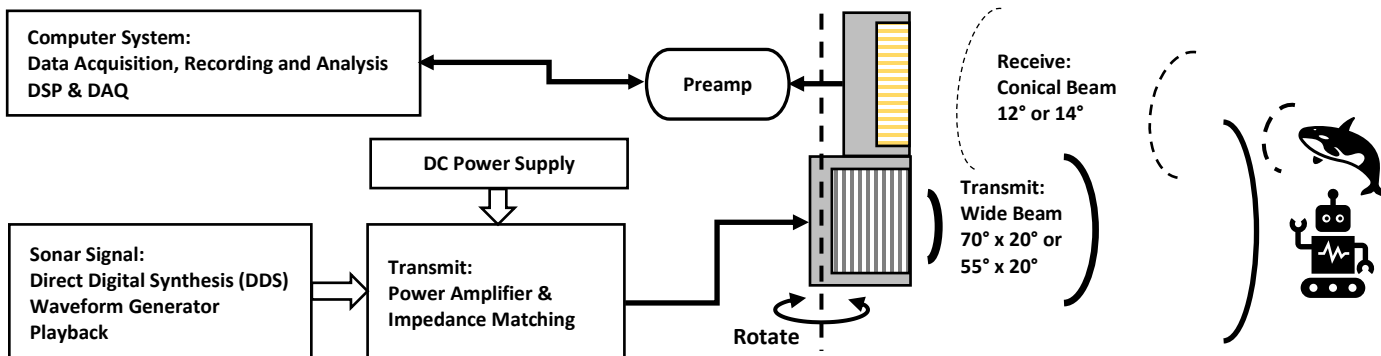 Computer System:
Data Acquisition, Recording and Analysis
DSP & DAQ
Preamp
Receive:
Conical Beam
12° or 14°
DC Power Supply
Sonar Signal:
Direct Digital Synthesis (DDS)
Waveform Generator
Playback
Transmit:
Power Amplifier &
Impedance Matching
Transmit:
Wide Beam
70° x 20° or
55° x 20°
Rotate